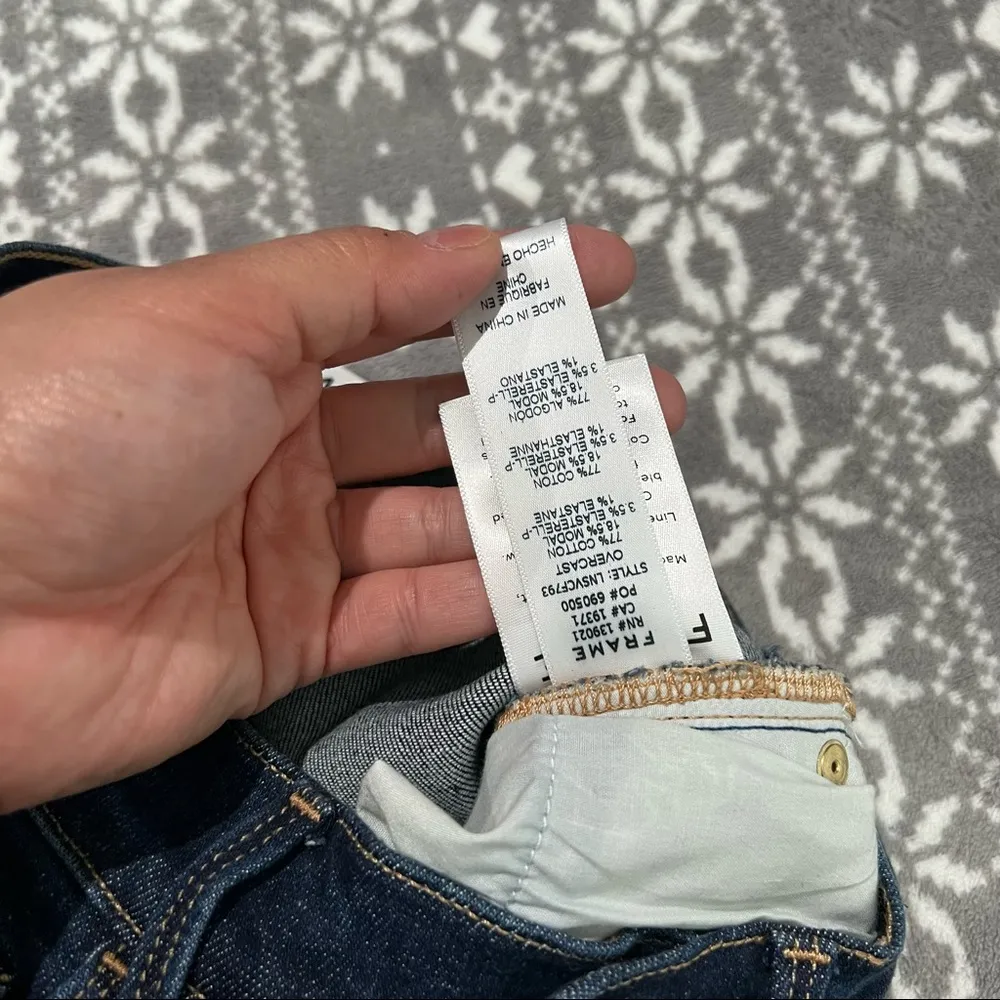 FRAME
RN# 139021
CA# 19371
PO# 690500
STYLE: LNSVCF793
OVERCAST
77% COTTON
18.5% MODAL
3.5% ELASTERELL-P
1% ELASTANE
77% COTON
18.5% MODAL
3.5% ELASTERELL-P
1% ELASTHANNE
77% ALGODÓN
18.5% MODAL
3.5% ELASTERELL-P
1% ELASTANO
MADE IN CHINA
FABRIQUE EN
CHINE
HECHO